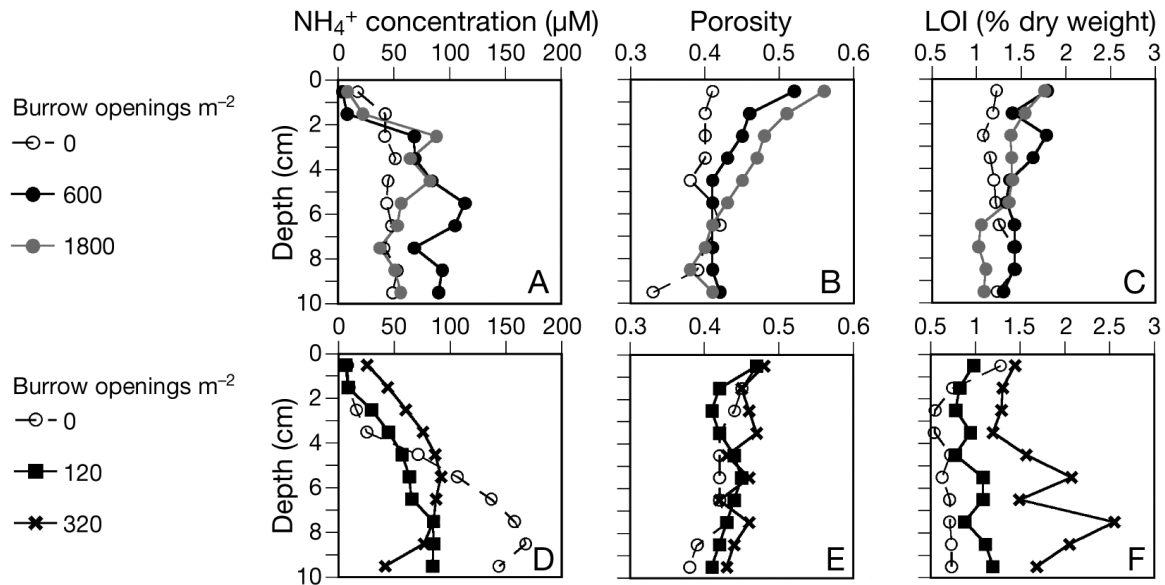 NH₄⁺ concentration (µM) Porosity LOI (% dry weight)
0 50 100 150 200 0.3 0.4 0.5 0.6 0.5 1 1.5 2 2.5 3
Burrow openings m⁻²
0
600
1800
Depth (cm)
0
2
4
6
8
10
A B C
0 50 100 150 200 0.3 0.4 0.5 0.6 0.5 1 1.5 2 2.5 3
Burrow openings m⁻²
0
120
320
Depth (cm)
0
2
4
6
8
10
D E F